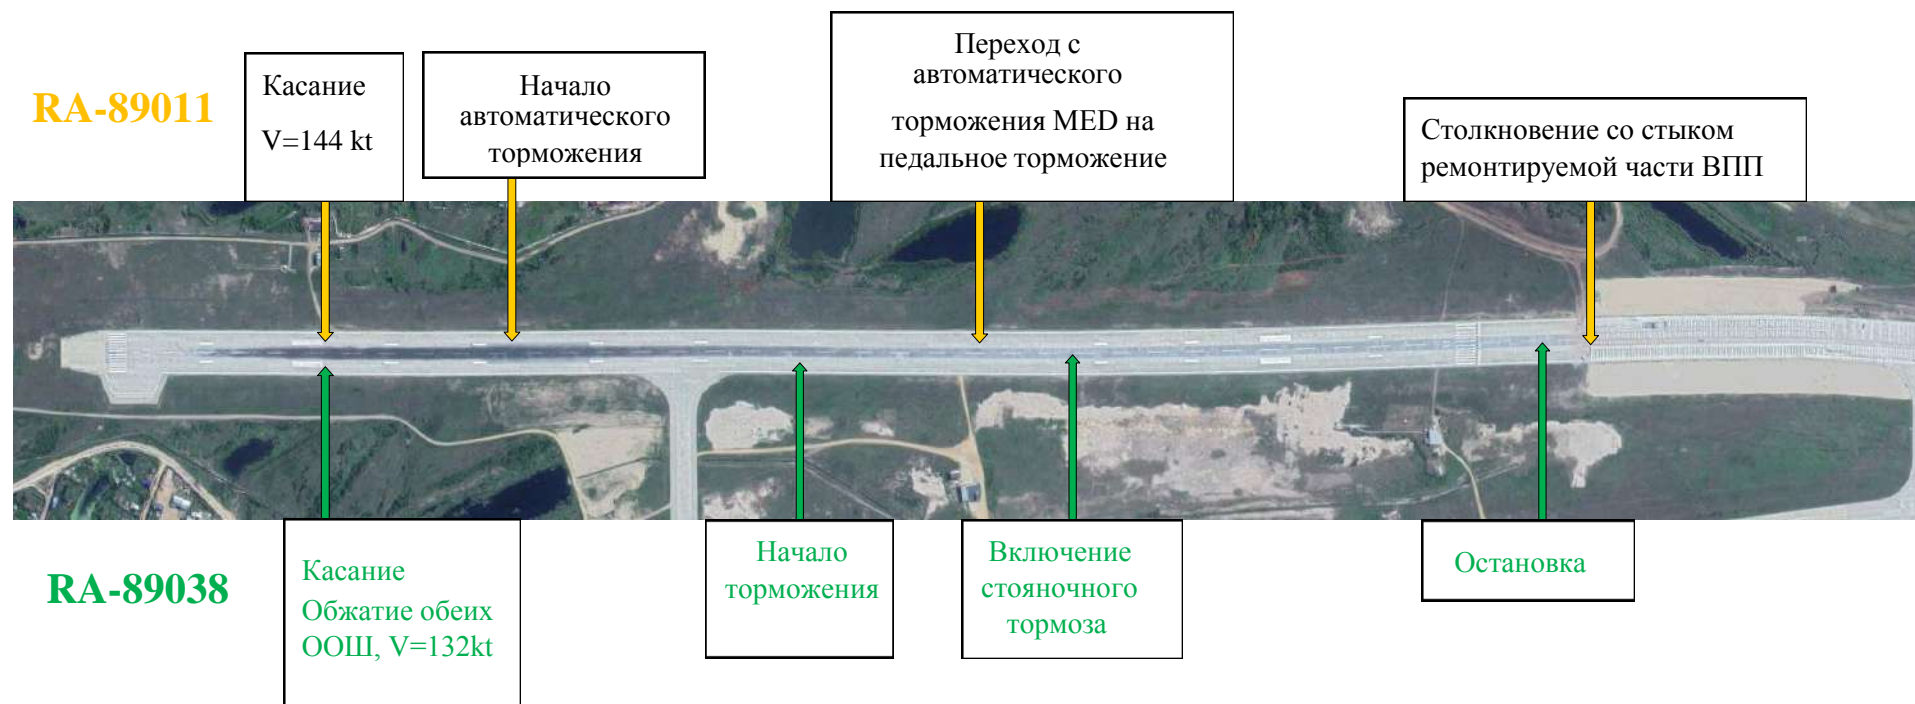 RA-89011
Касание
V=144 kt
Начало
автоматического
торможения
Переход с
автоматического
торможения MED на
педальное торможение
Столкновение со стыком
ремонтируемой части ВПП
RA-89038
Касание
Обжатие обеих
ООШ, V=132kt
Начало
торможения
Включение
стояночного
тормоза
Остановка